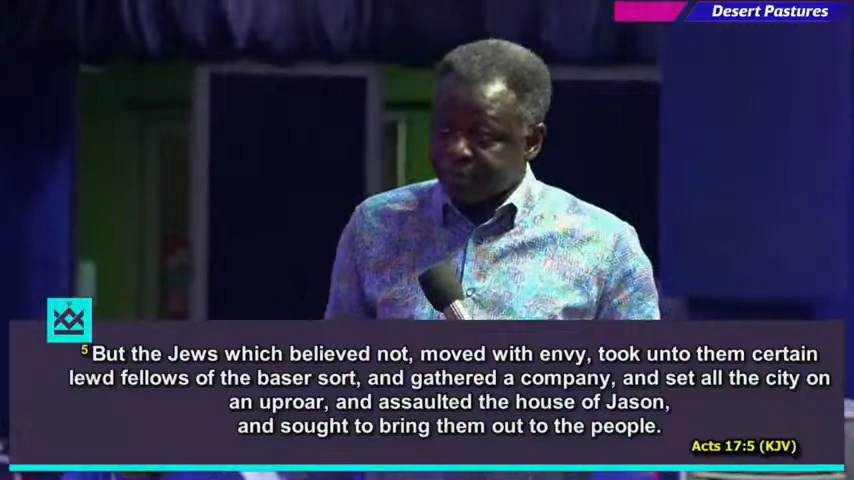 Desert Pastures
5 But the Jews which believed not, moved with envy, took unto them certain
lewd fellows of the baser sort, and gathered a company, and set all the city on
an uproar, and assaulted the house of Jason,
and sought to bring them out to the people.
Acts 17:5 (KJV)